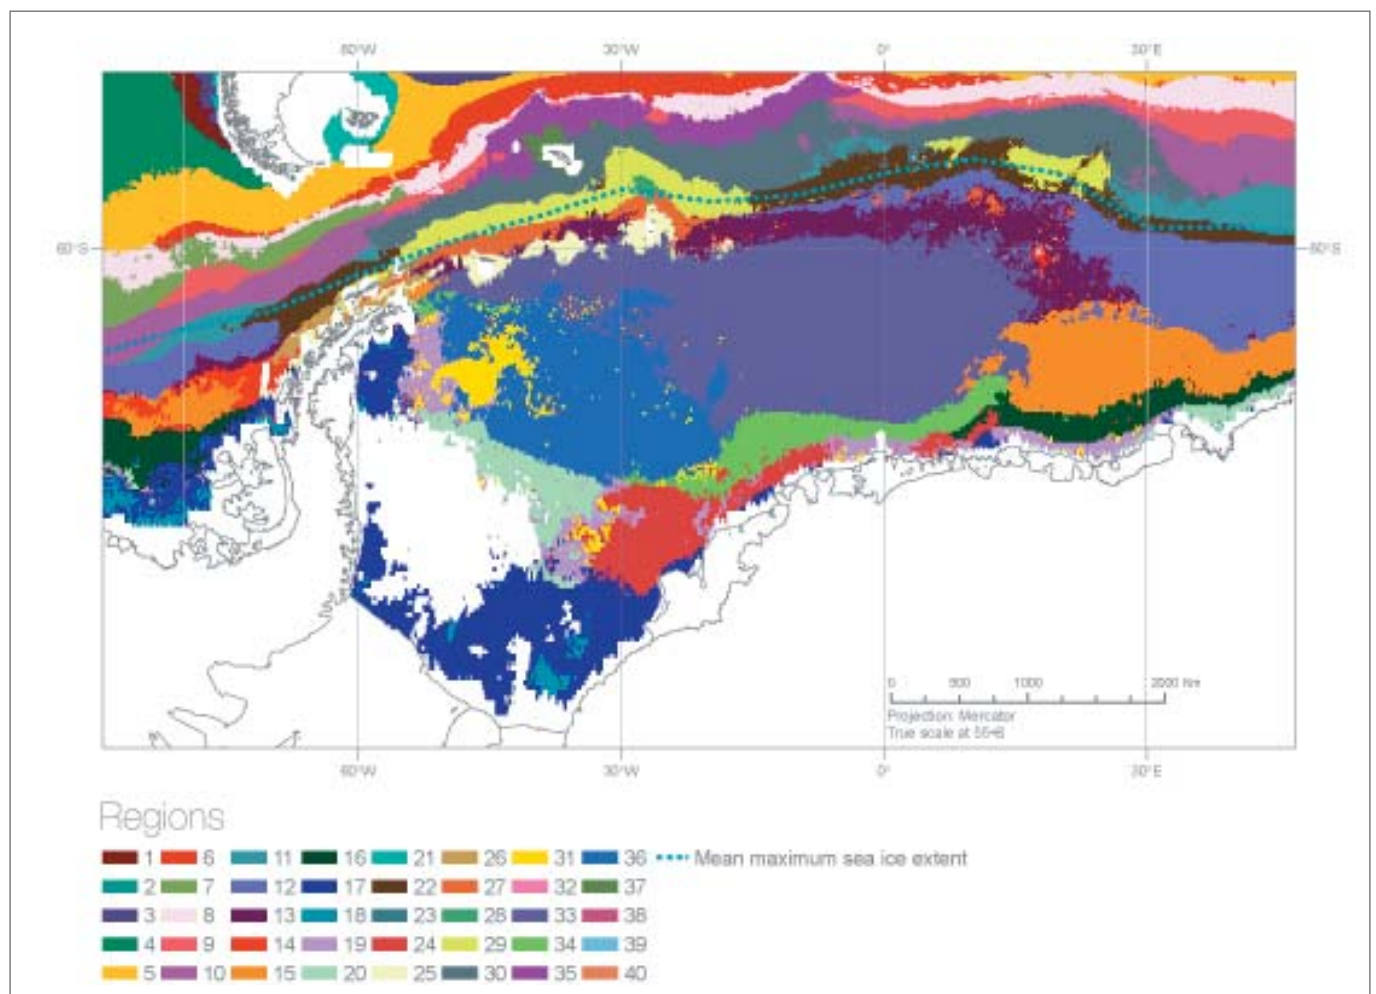 60°W 30°W 0° 30°E
60°S 60°S
0 500 1000 2000 Nm
Projection: Mercator
True scale at 55•S
60°W 30°W 0° 30°E
Regions
1 6 11 16 21 26 31 36 Mean maximum sea ice extent
2 7 12 17 22 27 32 37
3 8 13 18 23 28 33 38
4 9 14 19 24 29 34 39
5 10 15 20 25 30 35 40